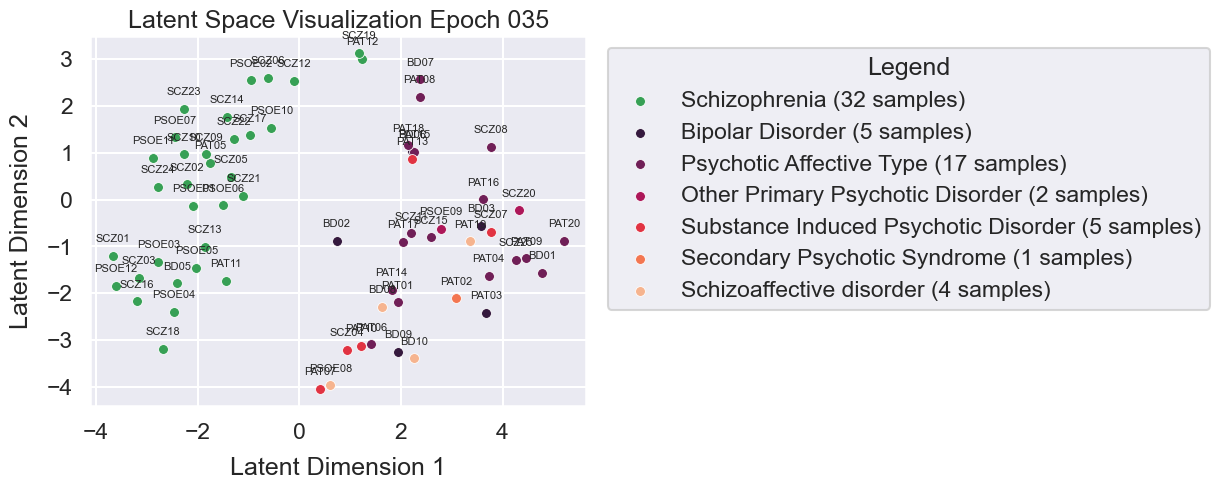 Latent Space Visualization Epoch 035
Latent Dimension 2
3
2
1
0
−1
−2
−3
−4
−4
−2
0
2
4
Latent Dimension 1
SCZ19
PAT12
PSOE02
SCZ12
BD07
PAT08
SCZ23
SCZ14
PSOE10
PSOE07
SCZ17
SCZ22
SCZ09
PAT05
PAT18
PAT13
SCZ08
SCZ24
SCZ02
SCZ05
SCZ21
PSOE06
PAT16
SCZ20
BD03
SCZ07
BD02
PSOE09
SCZ15
PAT17
PAT20
SCZ01
SCZ13
PSOE03
PSOE05
SCZ03
BD05
PAT11
PSOE12
SCZ16
PSOE04
SCZ18
BD01
PAT04
PAT02
PAT03
PAT14
PAT01
SCZ04
PAT06
BD09
BD10
PSOE08
PAT07
Legend
Schizophrenia (32 samples)
Bipolar Disorder (5 samples)
Psychotic Affective Type (17 samples)
Other Primary Psychotic Disorder (2 samples)
Substance Induced Psychotic Disorder (5 samples)
Secondary Psychotic Syndrome (1 samples)
Schizoaffective disorder (4 samples)